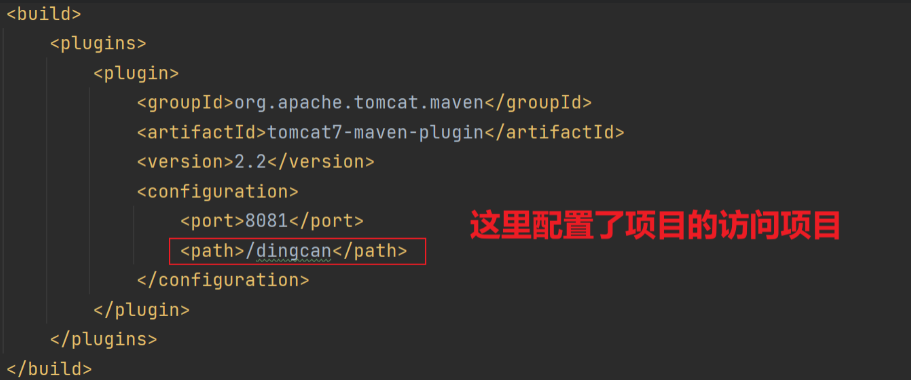 <build>
<plugins>
<plugin>
<groupId>org.apache.tomcat.maven</groupId>
<artifactId>tomcat7-maven-plugin</artifactId>
<version>2.2</version>
<configuration>
<port>8081</port>
这里配置了项目的访问项目
<path>/dingcan</path>
</configuration>
</plugin>
</plugins>
</build>